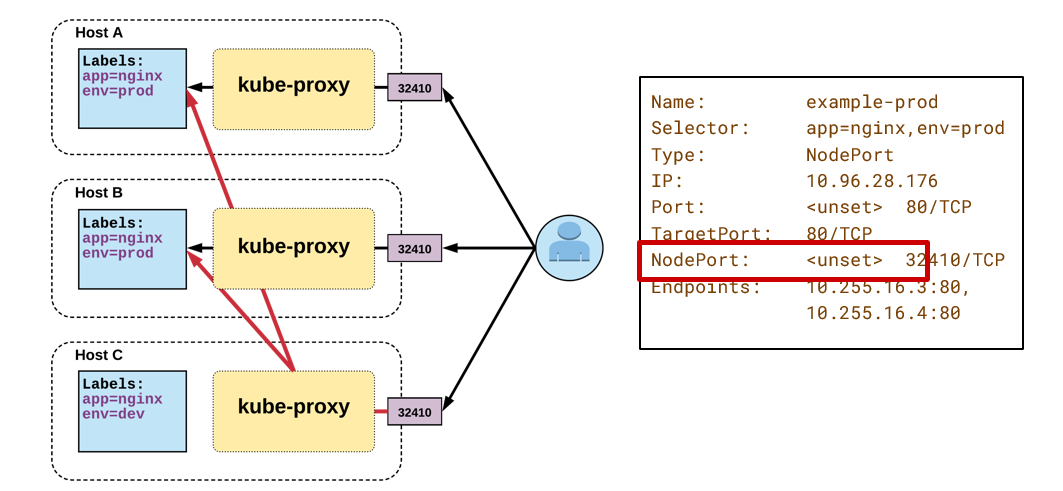 Host A
Labels:
app=nginx
env=prod
kube-proxy
32410
Host B
Labels:
app=nginx
env=prod
kube-proxy
32410
Host C
Labels:
app=nginx
env=dev
kube-proxy
32410
Name: example-prod
Selector: app=nginx,env=prod
Type: NodePort
IP: 10.96.28.176
Port: <unset> 80/TCP
TargetPort: 80/TCP
NodePort: <unset> 32410/TCP
Endpoints: 10.255.16.3:80,
10.255.16.4:80